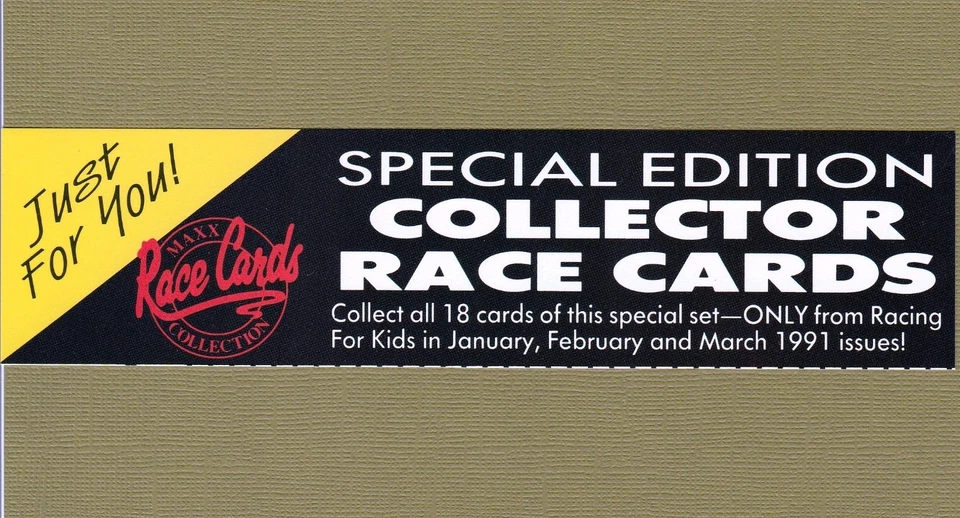 Just
For You!
MAXX
Race Cards
COLLECTION
SPECIAL EDITION
COLLECTOR
RACE CARDS
Collect all 18 cards of this special set—ONLY from Racing
For Kids in January, February and March 1991 issues!